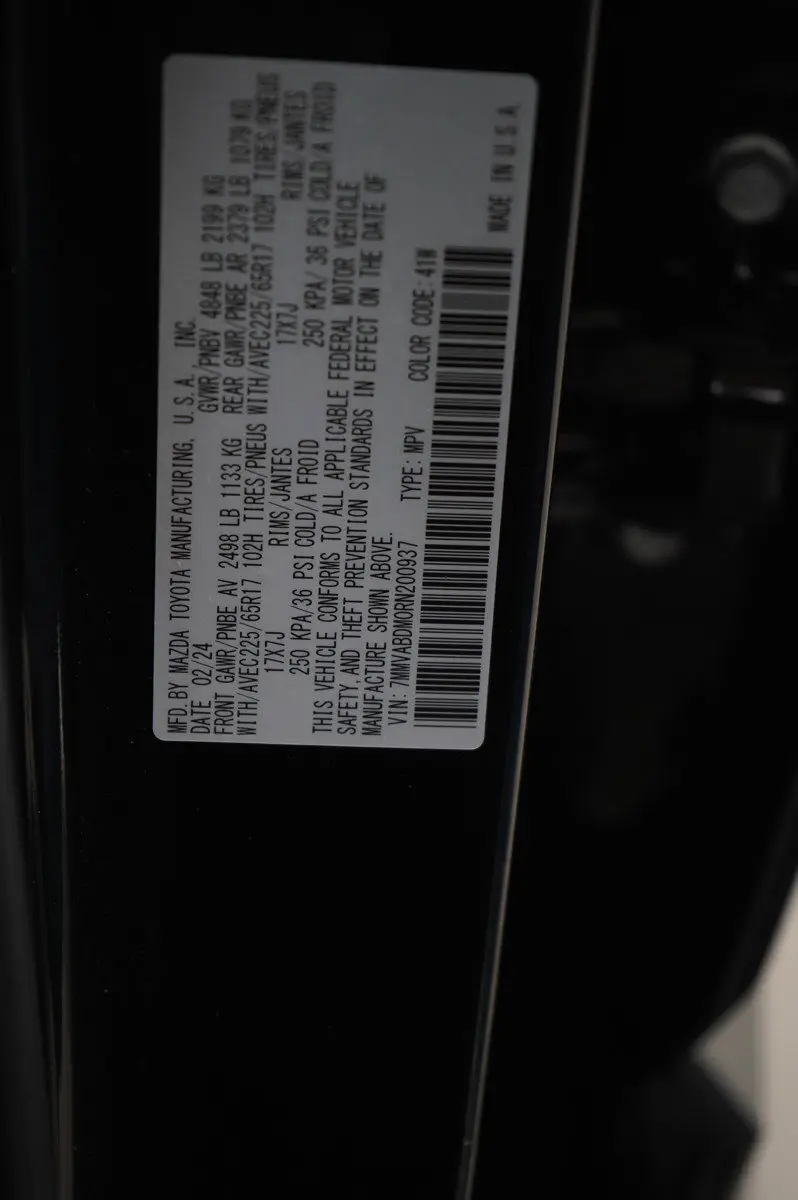 MFD. BY MAZDA TOYOTA MANUFACTURING, U.S.A., INC.
DATE 02/24 GVWR/PNBV 4848 LB 2199 KG
FRONT GAWR/PNBE AV 2498 LB 1133 KG REAR GAWR/PNBE AR 2379 LB 1079 KG
WITH/AVEC225/65R17 102H TIRES/PNEUS WITH/AVEC225/65R17 102H TIRES/PNEUS
17X7J RIMS/JANTES 17X7J RIMS/JANTES
250 KPA/36 PSI COLD/A FROID 250 KPA/ 36 PSI COLD/A FROID
THIS VEHICLE CONFORMS TO ALL APPLICABLE FEDERAL MOTOR VEHICLE
SAFETY, AND THEFT PREVENTION STANDARDS IN EFFECT ON THE DATE OF
MANUFACTURE SHOWN ABOVE.
VIN: 7MMVABDM0RN200937 TYPE: MPV COLOR CODE: 41W
MADE IN U.S.A.